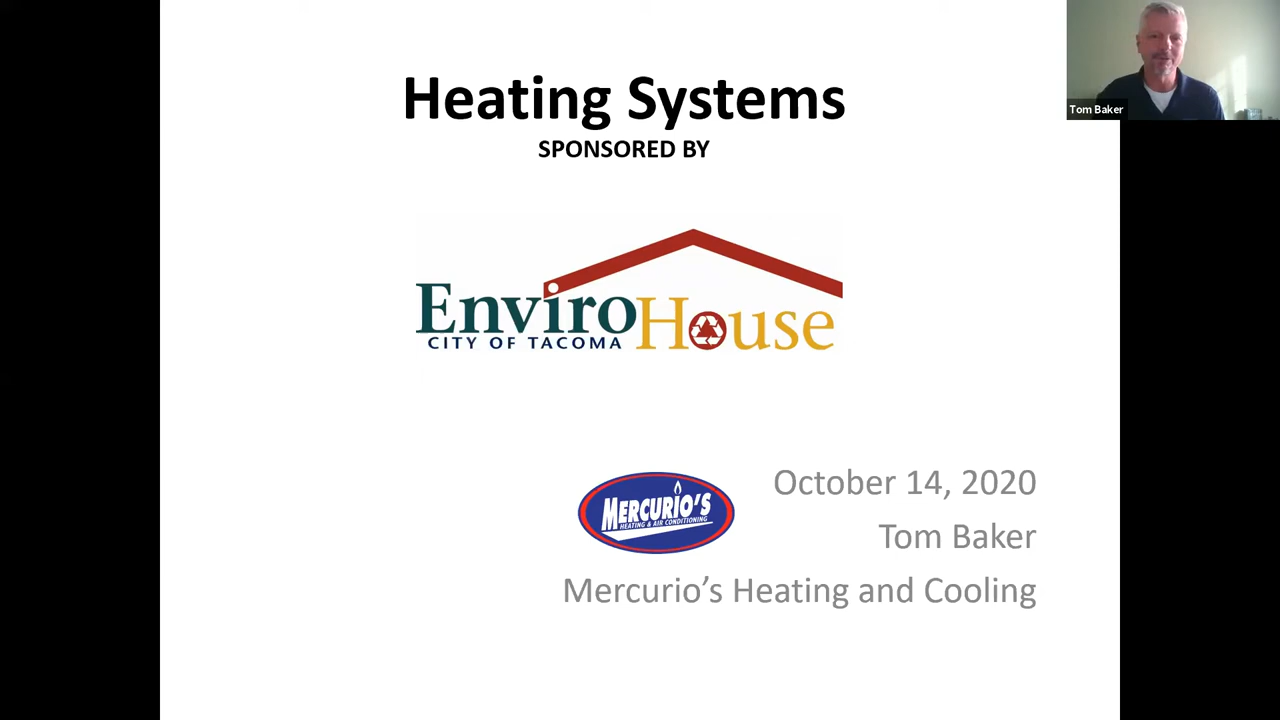 Heating Systems
SPONSORED BY
EnviroHouse
CITY OF TACOMA
MERCURIO'S
HEATING & AIR CONDITIONING
October 14, 2020
Tom Baker
Mercurio’s Heating and Cooling
Tom Baker